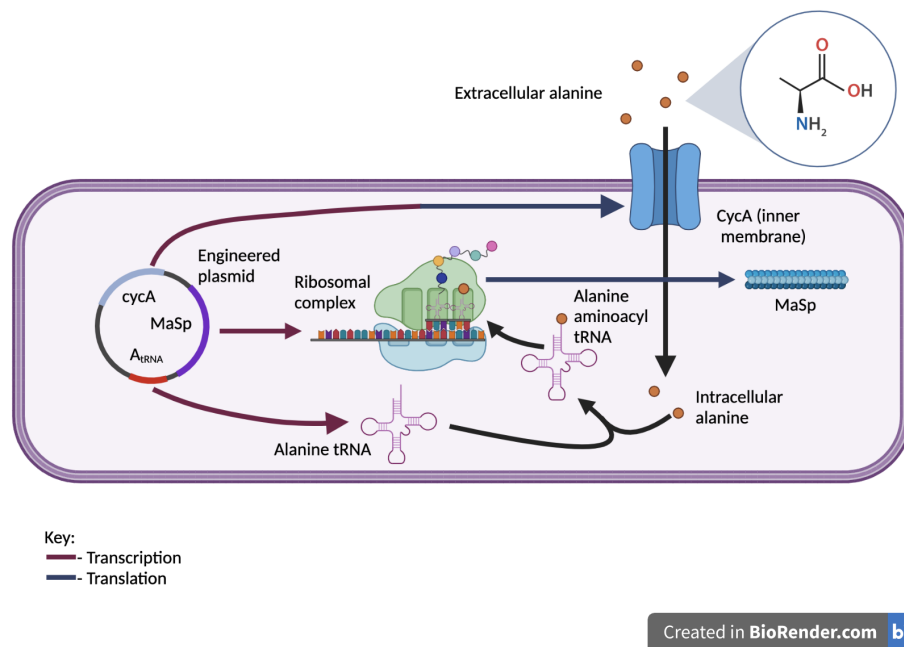 Extracellular alanine
O
OH
NH2
CycA (inner
membrane)
Engineered
plasmid
cycA
MaSp
AtRNA
Ribosomal
complex
Alanine
aminoacyl
tRNA
MaSp
Intracellular
alanine
Alanine tRNA
Key:
- Transcription
- Translation
Created in BioRender.com b